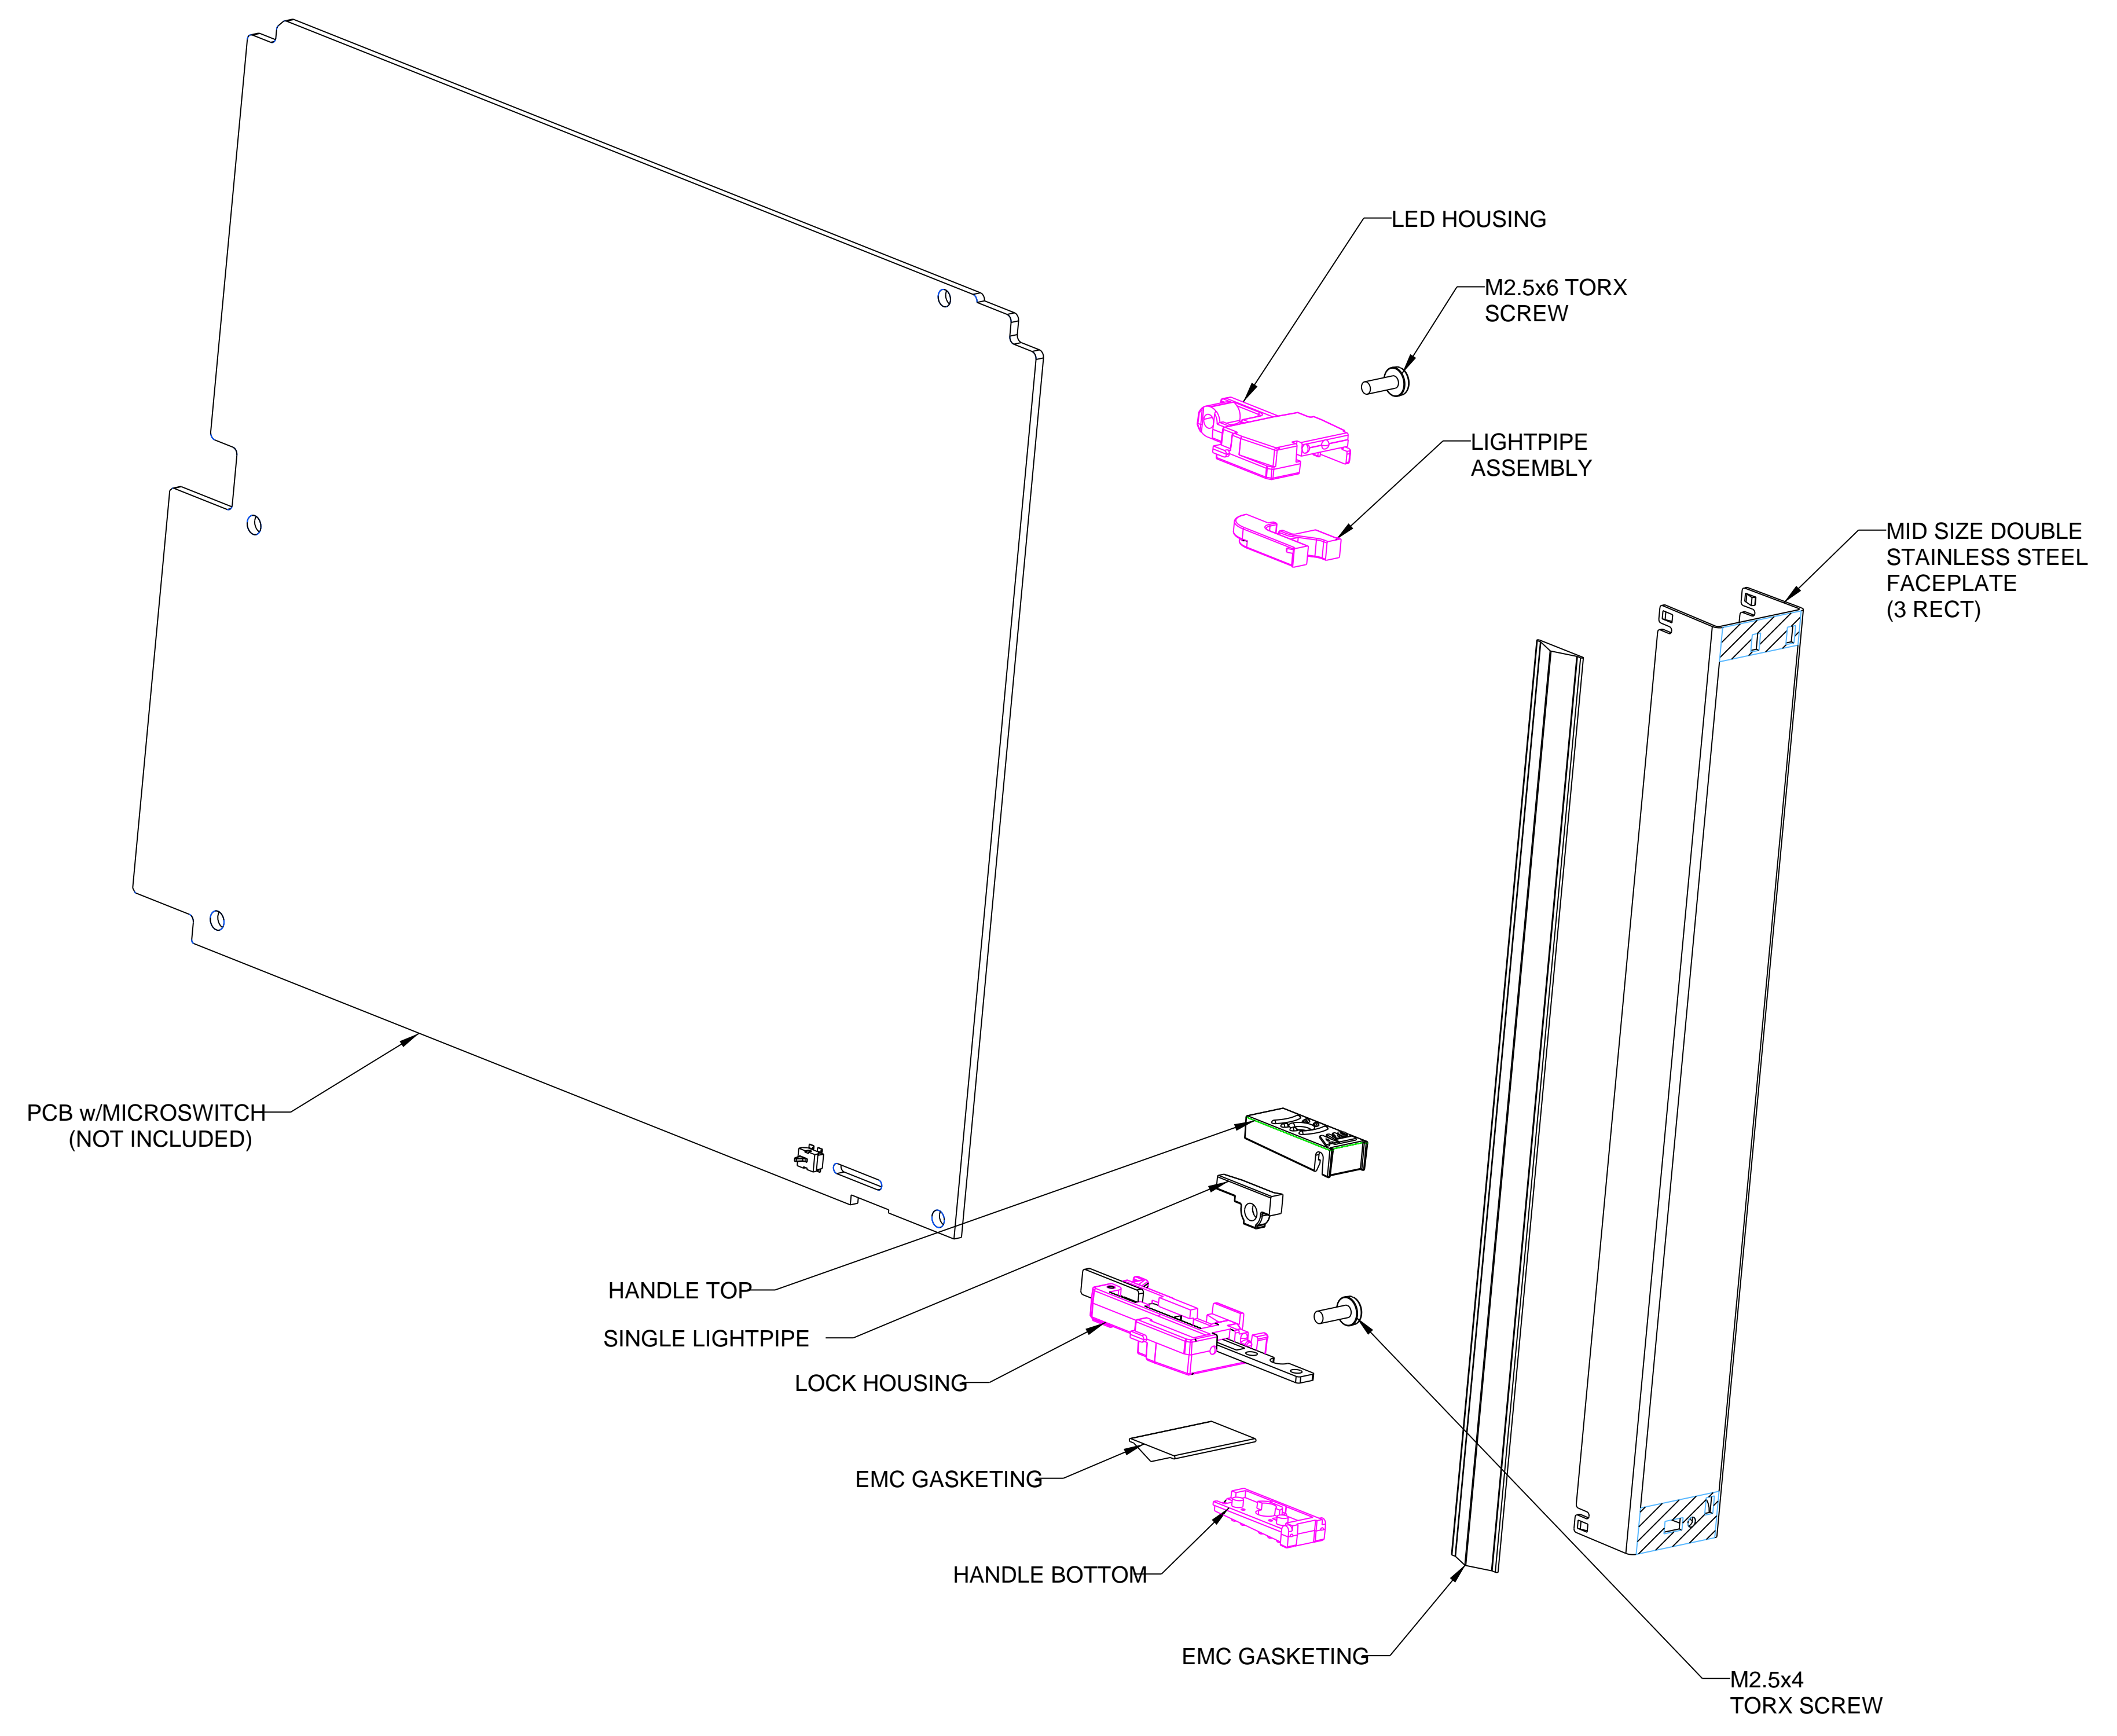 LED HOUSING
M2.5x6 TORX
SCREW
LIGHTPIPE
ASSEMBLY
MID SIZE DOUBLE
STAINLESS STEEL
FACEPLATE
(3 RECT)
PCB w/MICROSWITCH
(NOT INCLUDED)
HANDLE TOP
SINGLE LIGHTPIPE
LOCK HOUSING
EMC GASKETING
HANDLE BOTTOM
EMC GASKETING
M2.5x4
TORX SCREW